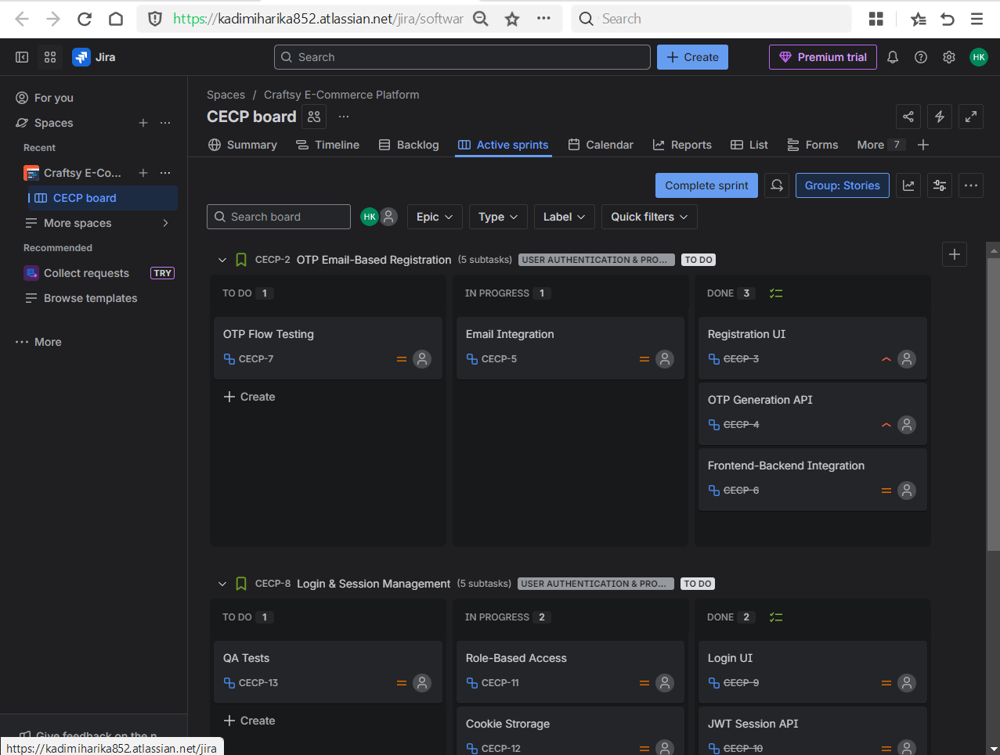 https://kadimiharika852.atlassian.net/jira/softwar
Search
Jira
Search
Create
Premium trial
HK
For you
Spaces
Recent
Craftsy E-Co...
CECP board
More spaces
Recommended
Collect requests TRY
Browse templates
More
Spaces / Craftsy E-Commerce Platform
CECP board
Summary Timeline Backlog Active sprints Calendar Reports List Forms More 7
Complete sprint Group: Stories
Search board HK Epic Type Label Quick filters
CECP-2 OTP Email-Based Registration (5 subtasks) USER AUTHENTICATION & PRO... TO DO
TO DO 1
OTP Flow Testing
CECP-7
Create
IN PROGRESS 1
Email Integration
CECP-5
DONE 3
Registration UI
CECP-3
OTP Generation API
CECP-4
Frontend-Backend Integration
CECP-6
CECP-8 Login & Session Management (5 subtasks) USER AUTHENTICATION & PRO... TO DO
TO DO 1
QA Tests
CECP-13
Create
IN PROGRESS 2
Role-Based Access
CECP-11
Cookie Strorage
CECP-12
DONE 2
Login UI
CECP-9
JWT Session API
CECP-10
Give feedback on the n
https://kadimiharika852.atlassian.net/jira